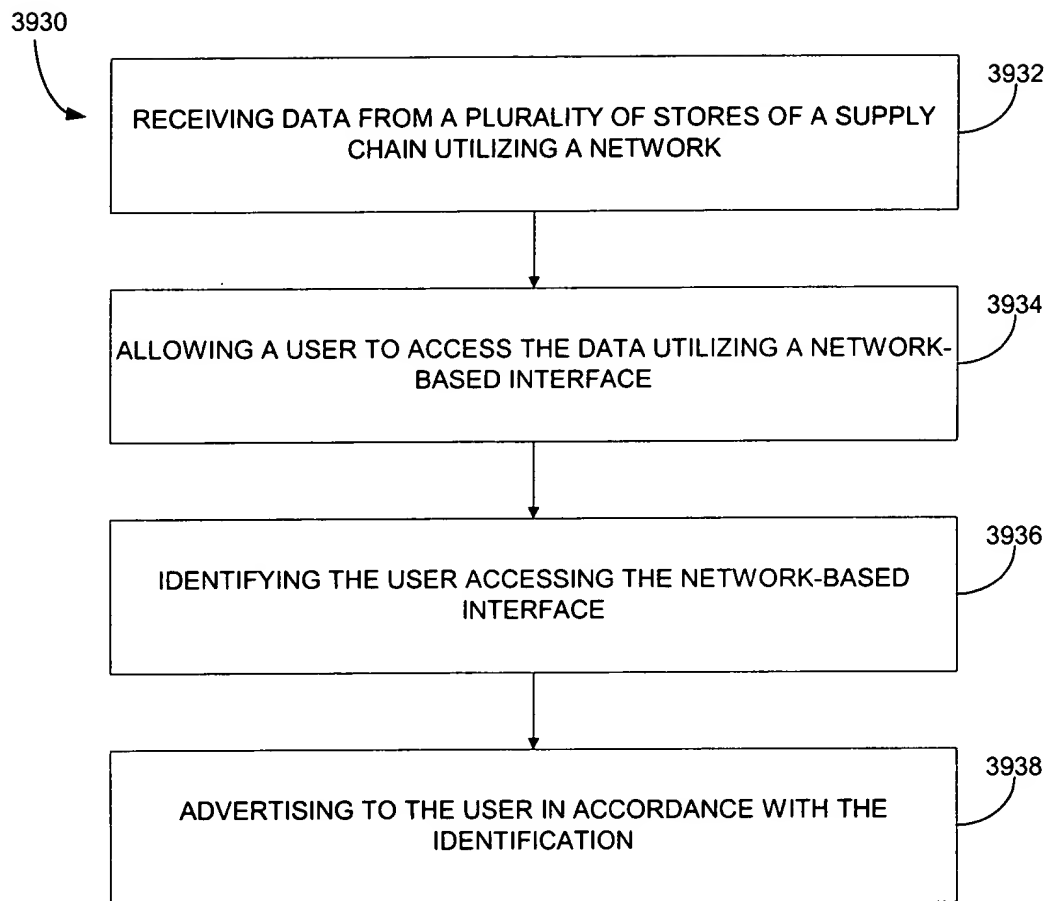 3930
3932
RECEIVING DATA FROM A PLURALITY OF STORES OF A SUPPLY
CHAIN UTILIZING A NETWORK
3934
ALLOWING A USER TO ACCESS THE DATA UTILIZING A NETWORK-
BASED INTERFACE
3936
IDENTIFYING THE USER ACCESSING THE NETWORK-BASED
INTERFACE
3938
ADVERTISING TO THE USER IN ACCORDANCE WITH THE
IDENTIFICATION